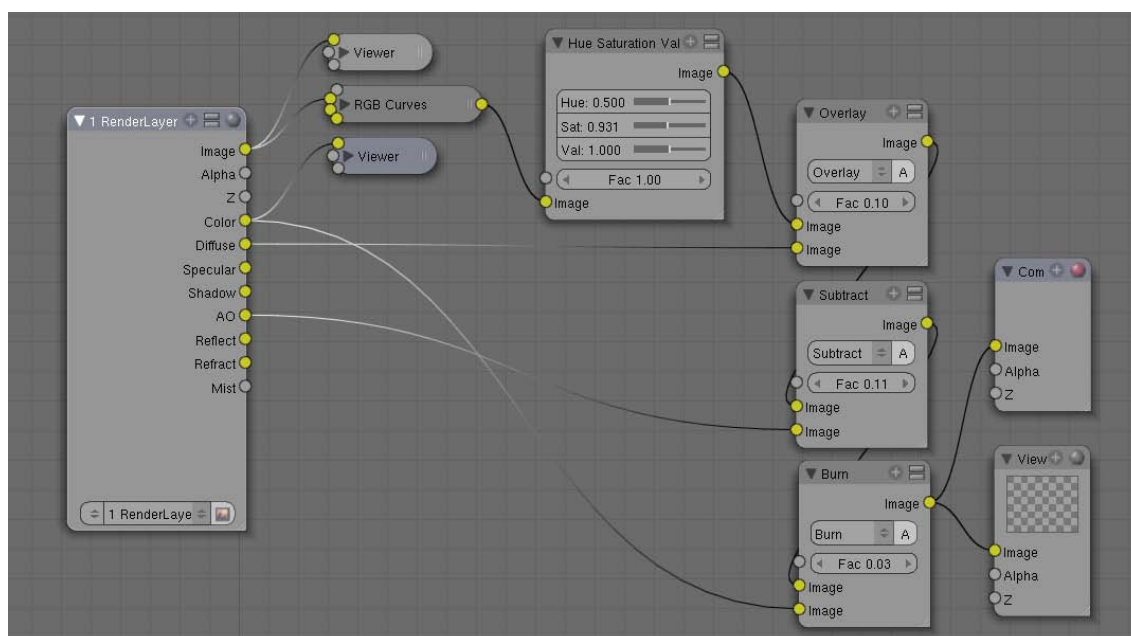 1 RenderLayer
Image
Alpha
Z
Color
Diffuse
Specular
Shadow
AO
Reflect
Refract
Mist
1 RenderLaye
Viewer
RGB Curves
Viewer
Hue Saturation Val
Image
Hue: 0.500
Sat: 0.931
Val: 1.000
Fac 1.00
Image
Overlay
Image
Overlay
A
Fac 0.10
Image
Image
Subtract
Image
Subtract
A
Fac 0.11
Image
Image
Burn
Image
Burn
A
Fac 0.03
Image
Image
Com
Image
Alpha
Z
View
Image
Alpha
Z